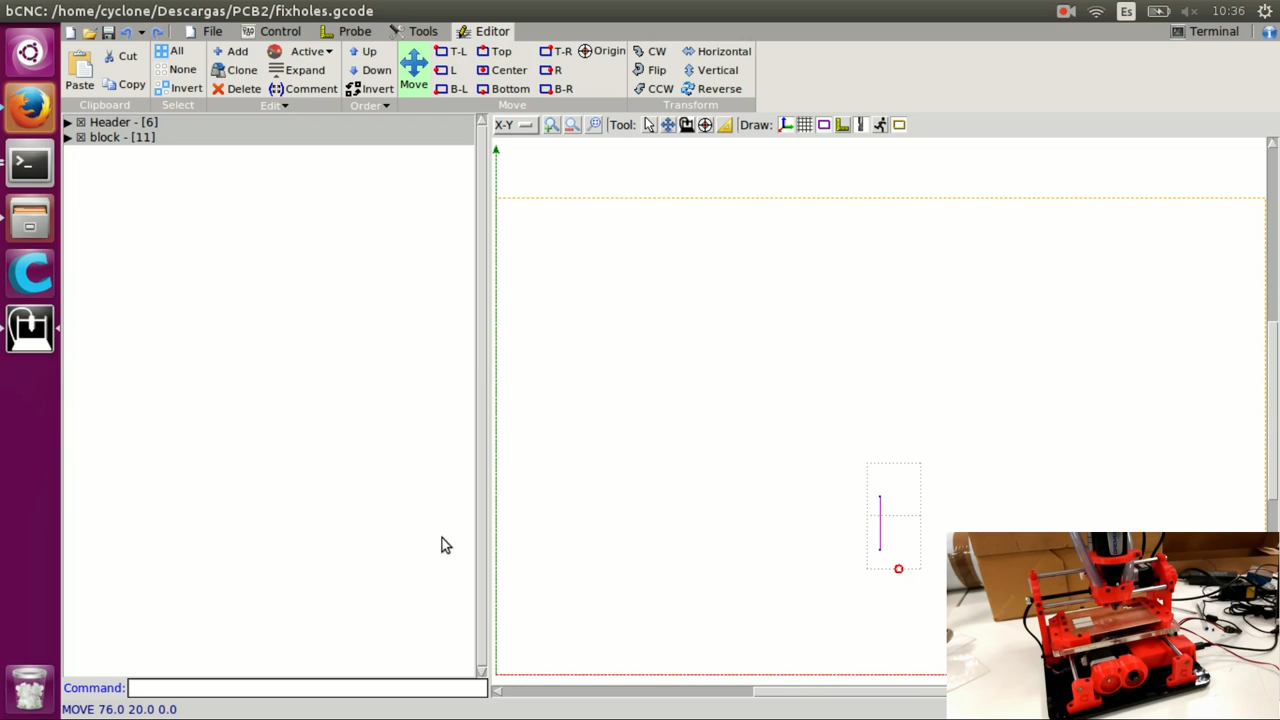 bCNC: /home/cyclone/Descargas/PCB2/fixholes.gcode
Es
10:36
File
Control
Probe
Tools
Editor
Terminal
Paste
Cut
Copy
Clipboard
All
None
Invert
Select
Add
Clone
Delete
Active
Expand
Comment
Edit
Up
Down
Invert
Order
Move
T-L
L
B-L
Top
Center
Bottom
T-R
R
B-R
Origin
Move
CW
Flip
CCW
Horizontal
Vertical
Reverse
Transform
Header - [6]
block - [11]
X-Y
Tool:
Draw:
Command:
MOVE 76.0 20.0 0.0